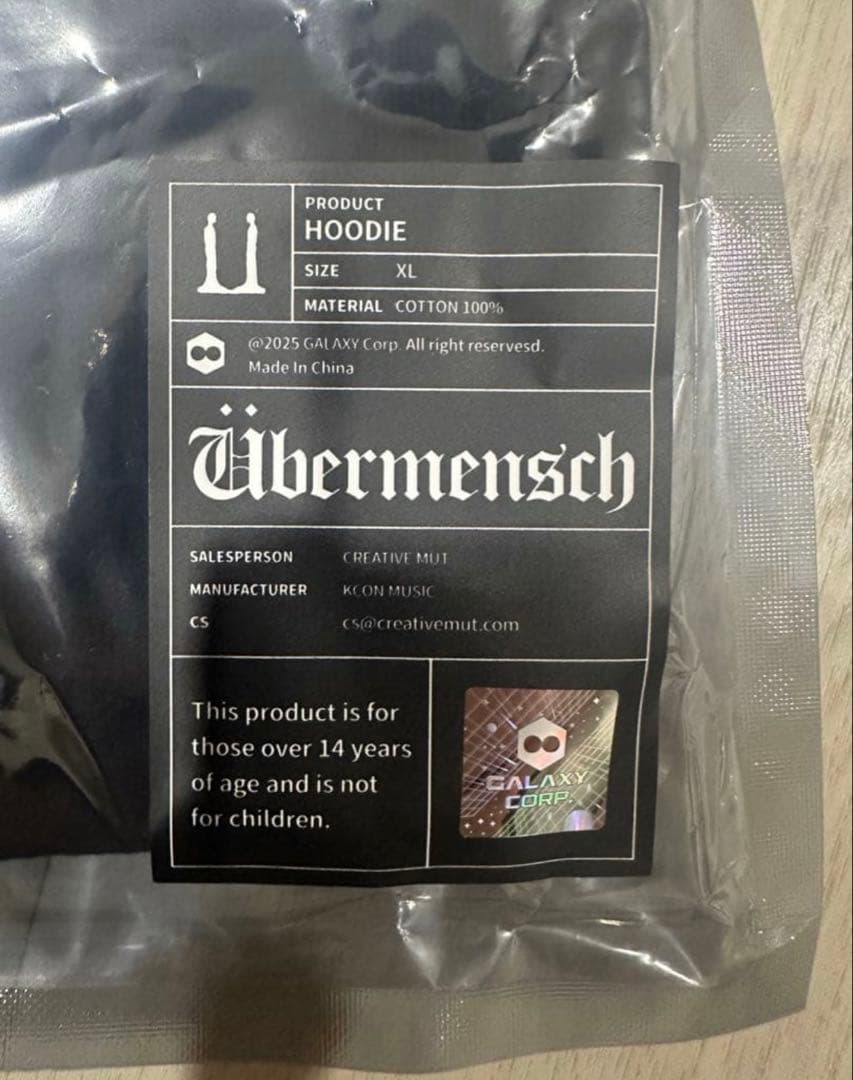 PRODUCT
HOODIE
SIZE XL
MATERIAL COTTON 100%
@2025 GALAXY Corp. All right reservesd.
Made In China
Übermensch
SALESPERSON CREATIVE MUT
MANUFACTURER KCON MUSIC
CS cs@creativemut.com
This product is for
those over 14 years
of age and is not
for children.
GALAXY
CORP.